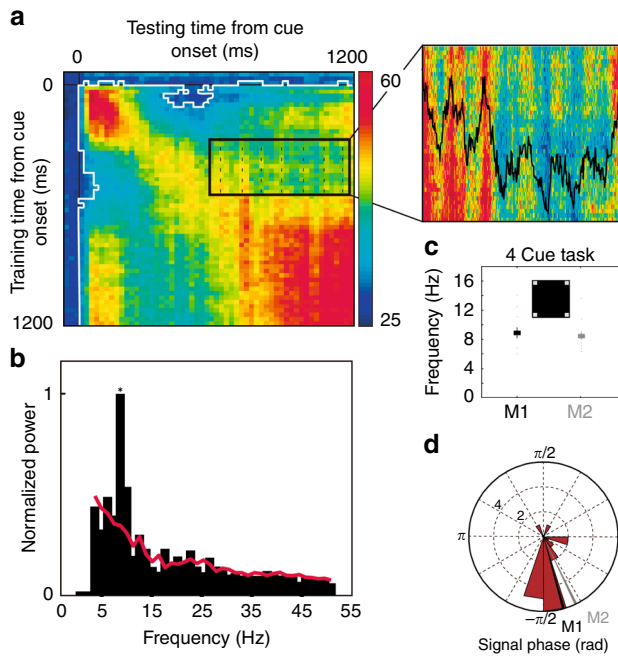 a
Testing time from cue
onset (ms)
0
1200
0
Training time from cue
onset (ms)
1200
60
25
b
1
*
Normalized power
0
5
15
25
35
45
55
Frequency (Hz)
c
4 Cue task
16
12
8
4
0
Frequency (Hz)
M1
M2
d
π/2
4
2
π
−π/2
M1
M2
Signal phase (rad)